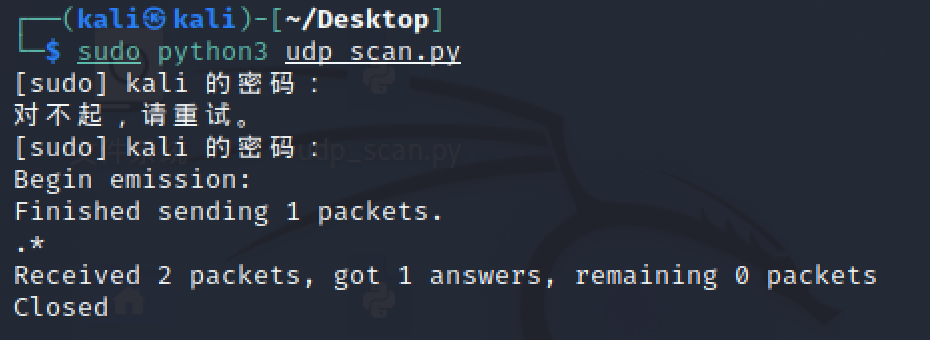 (kali㉿kali)-[~/Desktop]
$ sudo python3 udp_scan.py
[sudo] kali 的密码：
对不起，请重试。
[sudo] kali 的密码：
Begin emission:
Finished sending 1 packets.
.*
Received 2 packets, got 1 answers, remaining 0 packets
Closed